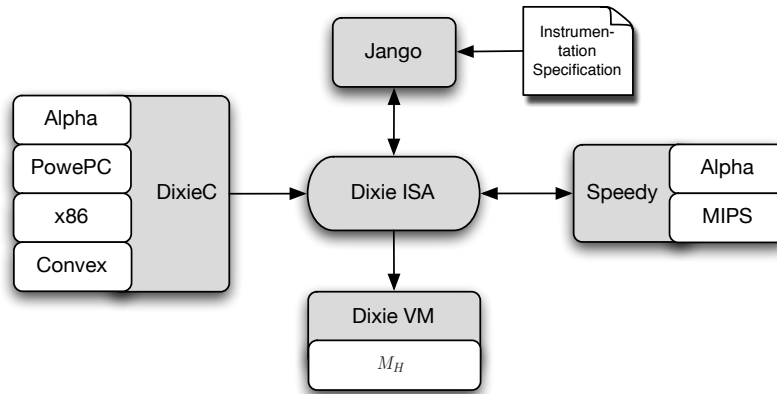 Jango
Instrumen-
tation
Specification
Alpha
PowePC
x86
Convex
DixieC
Dixie ISA
Speedy
Alpha
MIPS
Dixie VM
M_H